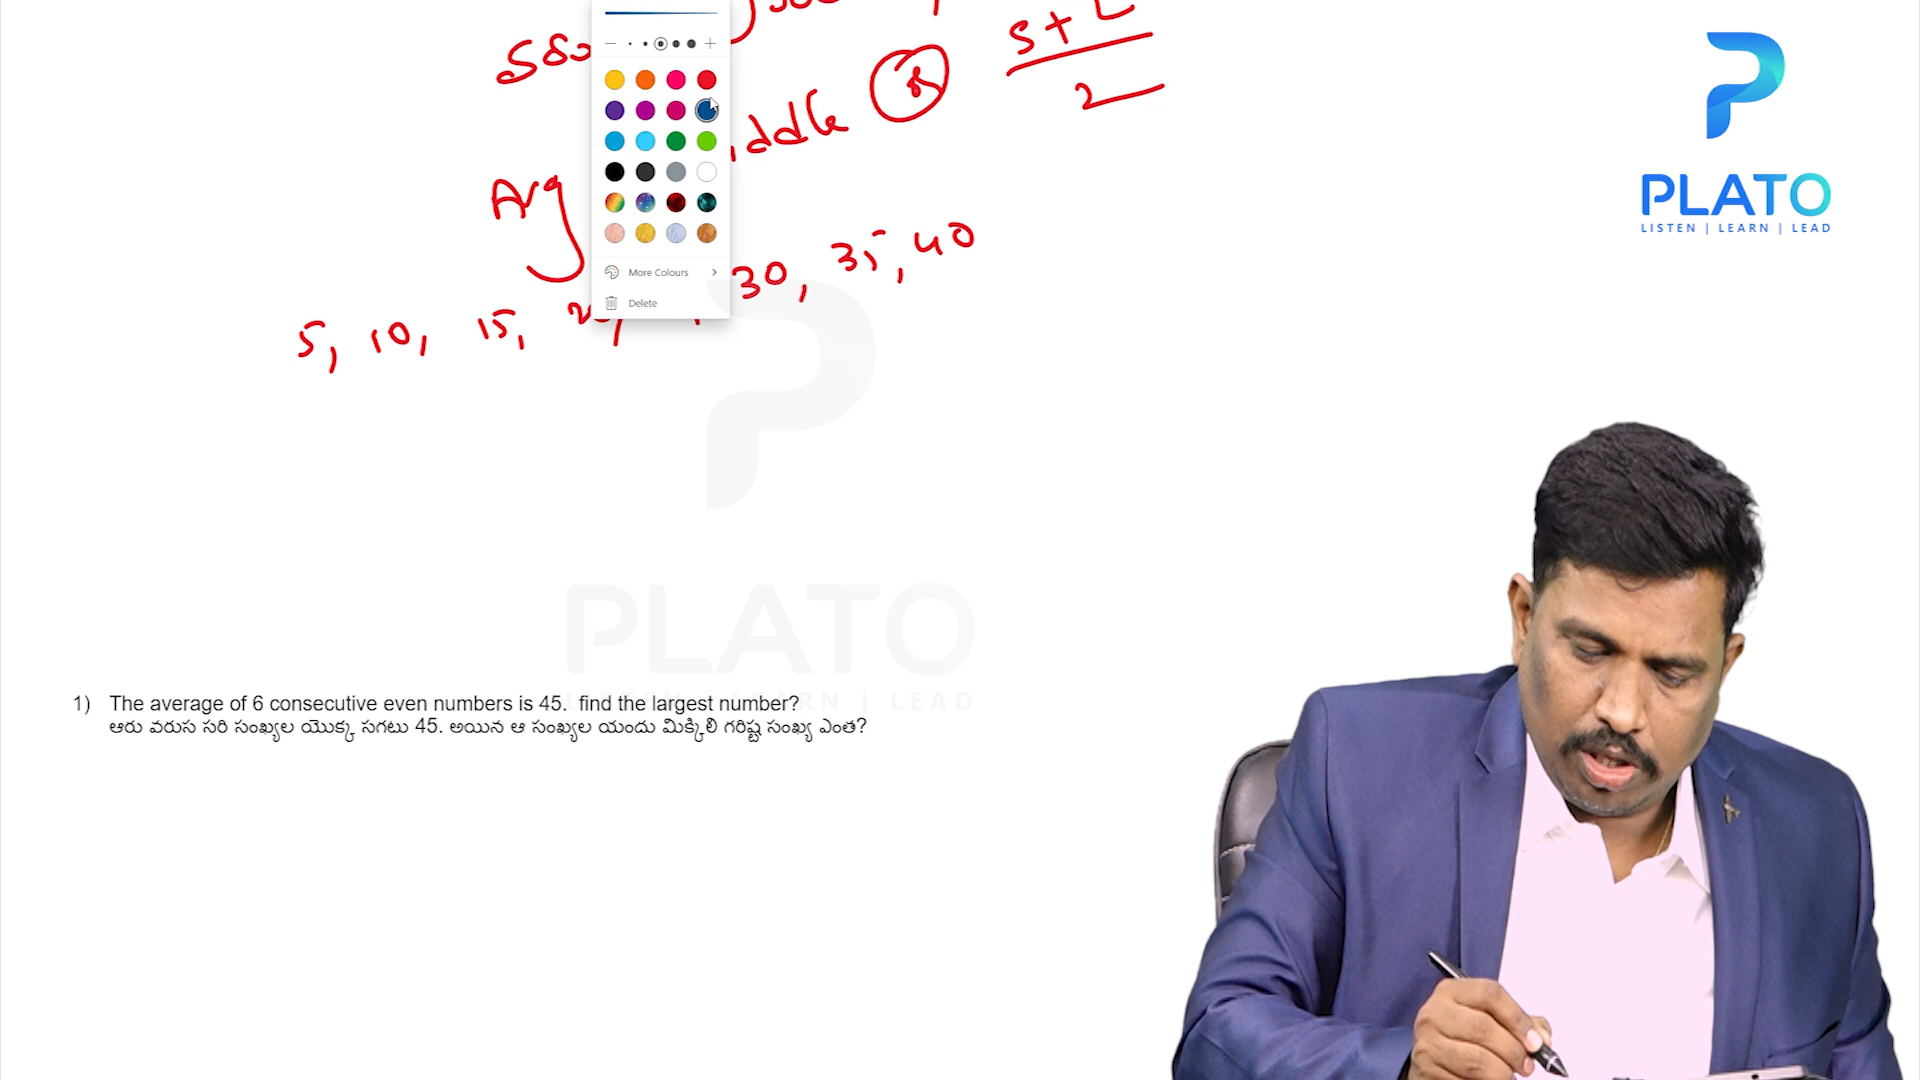 S + L
2
iddle
Avg
30, 35, 40
5, 10, 15,
More Colours
Delete
PLATO
LISTEN | LEARN | LEAD
PLATO
1) The average of 6 consecutive even numbers is 45. find the largest number?
ఆరు వరుస సరి సంఖ్యల యొక్క సగటు 45. అయిన ఆ సంఖ్యల యందు మిక్కిలి గరిష్ట సంఖ్య ఎంత?